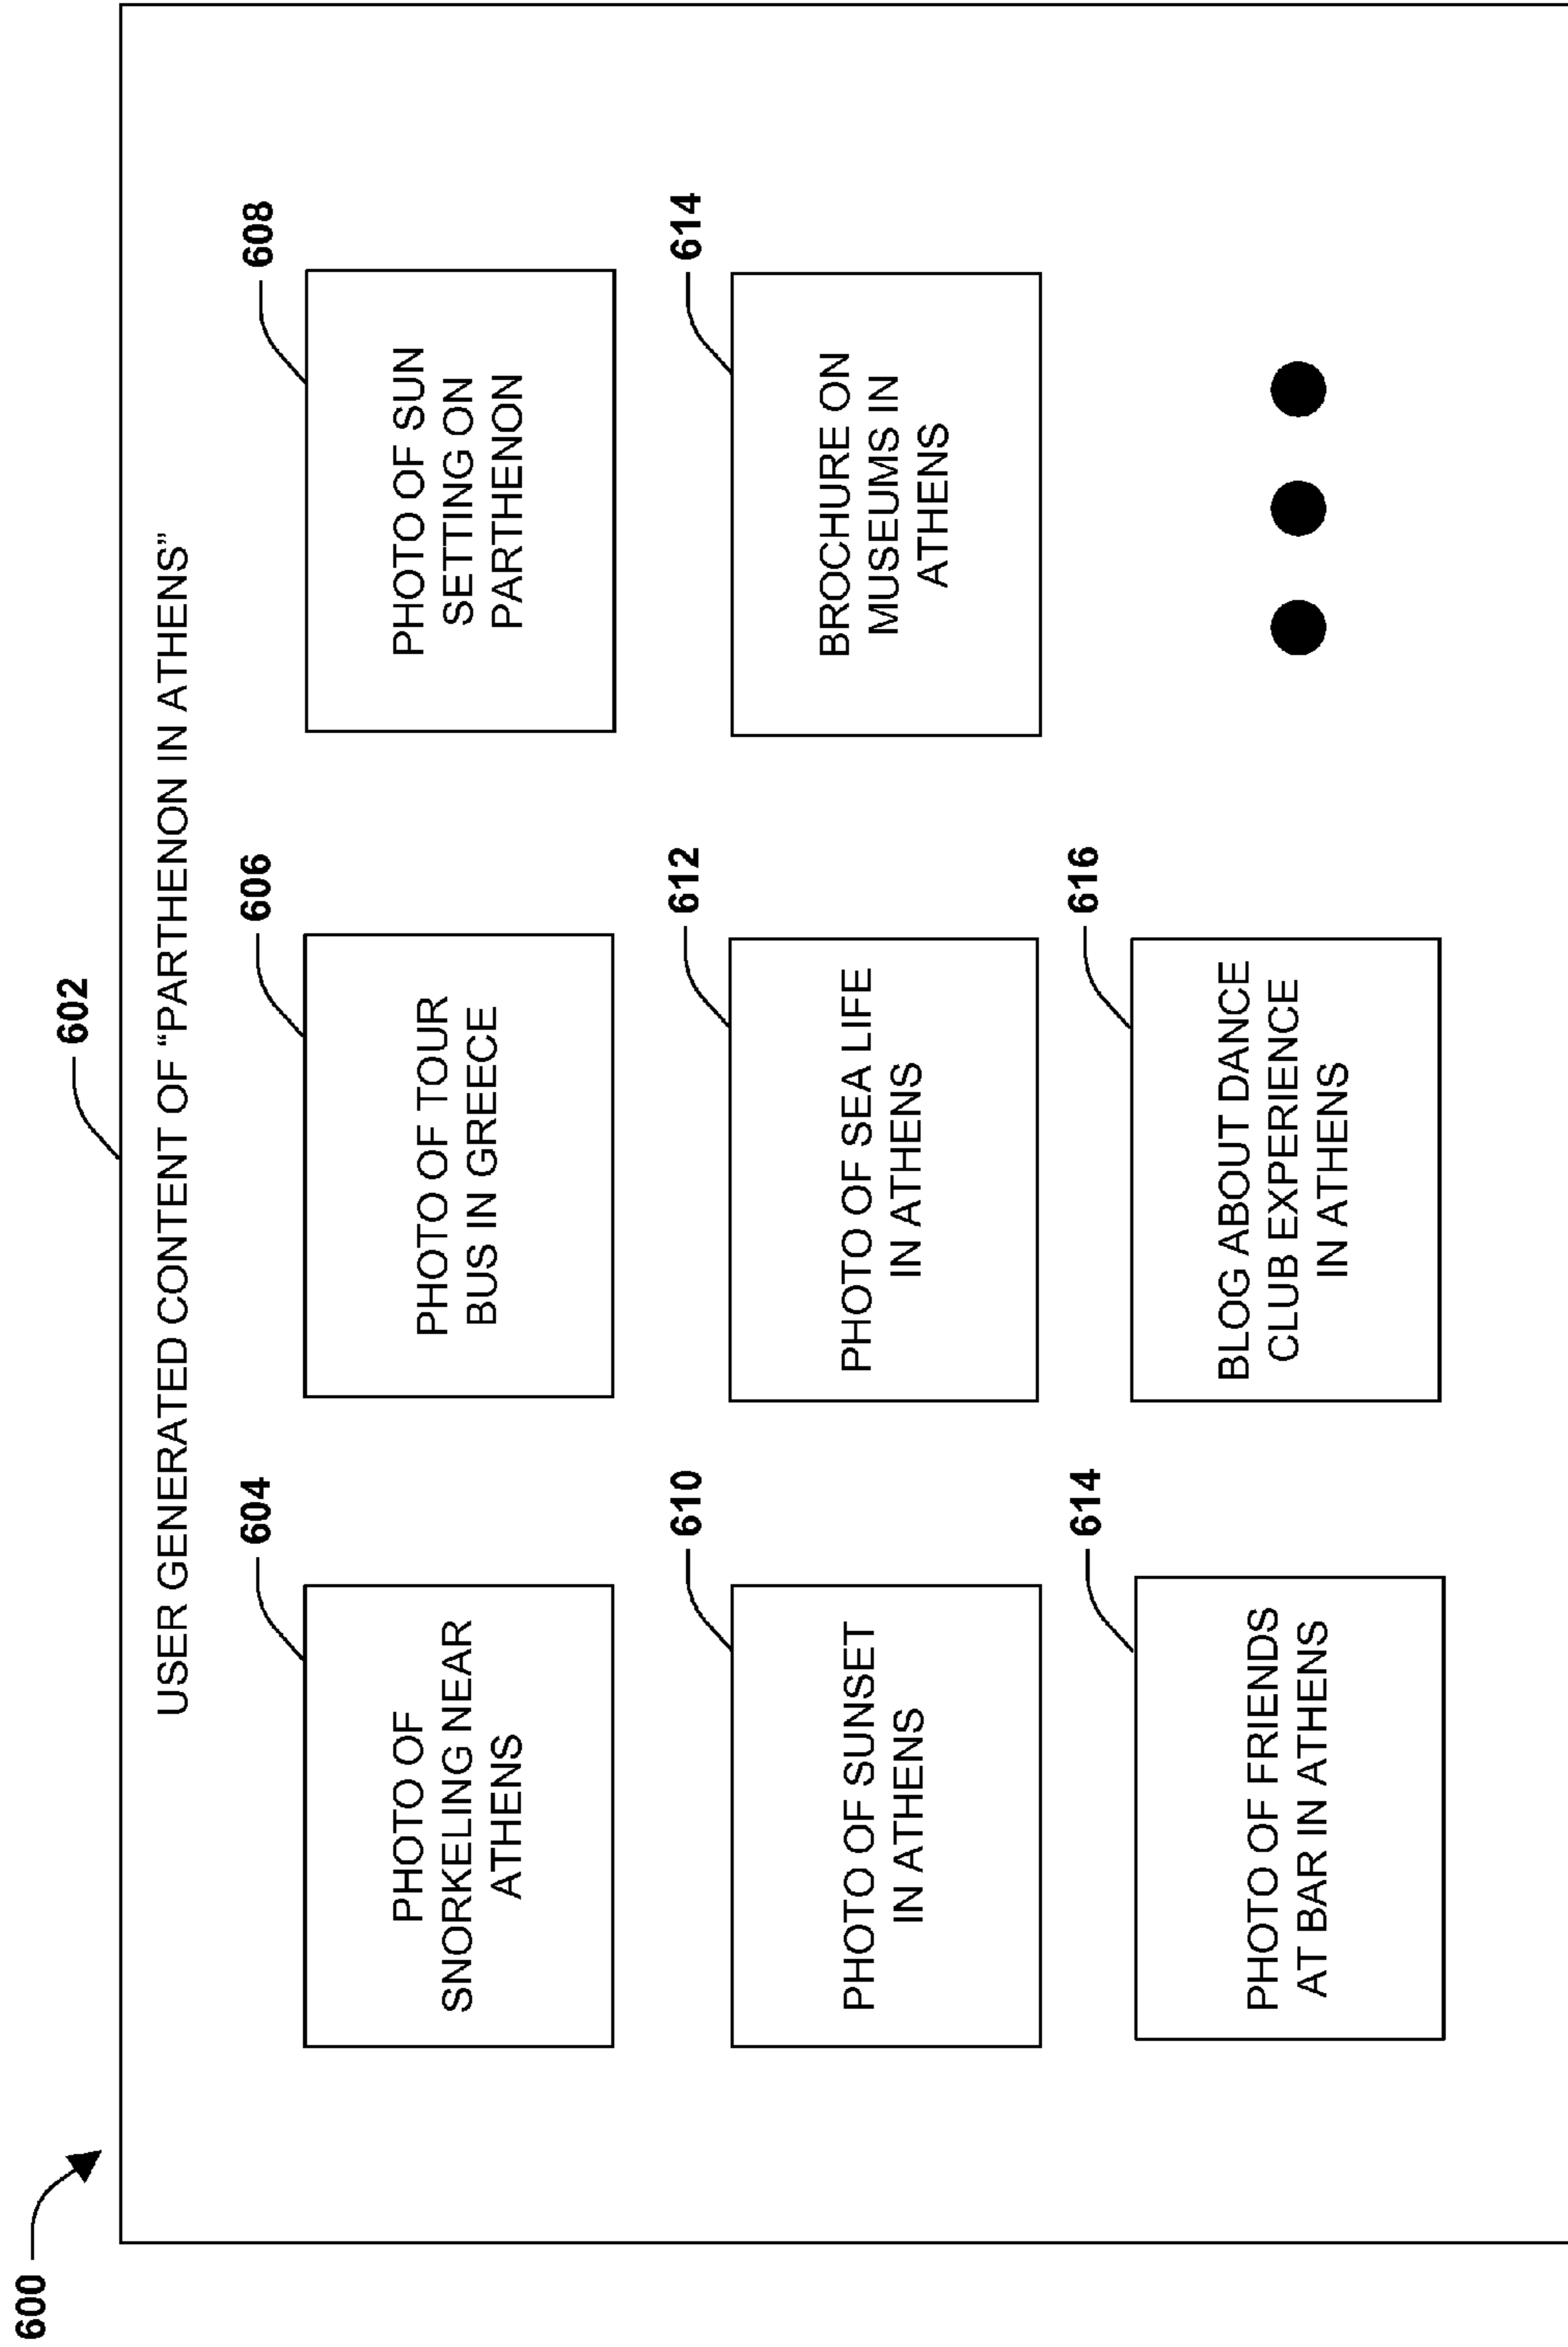 600
602
USER GENERATED CONTENT OF "PARTHENON IN ATHENS"
604
PHOTO OF
SNORKELING NEAR
ATHENS
606
PHOTO OF TOUR
BUS IN GREECE
608
PHOTO OF SUN
SETTING ON
PARTHENON
610
PHOTO OF SUNSET
IN ATHENS
612
PHOTO OF SEA LIFE
IN ATHENS
614
BROCHURE ON
MUSEUMS IN
ATHENS
614
PHOTO OF FRIENDS
AT BAR IN ATHENS
616
BLOG ABOUT DANCE
CLUB EXPERIENCE
IN ATHENS